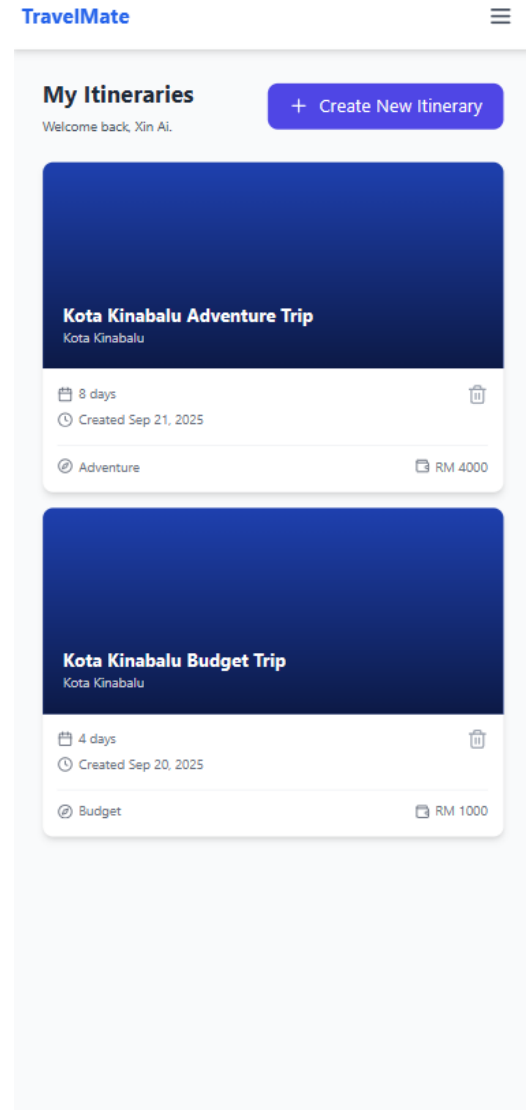 TravelMate
My Itineraries
Welcome back, Xin Ai.
+ Create New Itinerary
Kota Kinabalu Adventure Trip
Kota Kinabalu
8 days
Created Sep 21, 2025
Adventure
RM 4000
Kota Kinabalu Budget Trip
Kota Kinabalu
4 days
Created Sep 20, 2025
Budget
RM 1000